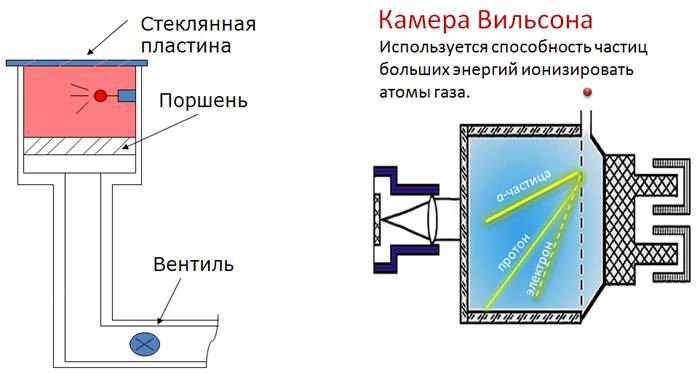 Стеклянная
пластина
Поршень
Вентиль
Камера Вильсона
Используется способность частиц
больших энергий ионизировать
атомы газа.
α-частица
протон
электрон